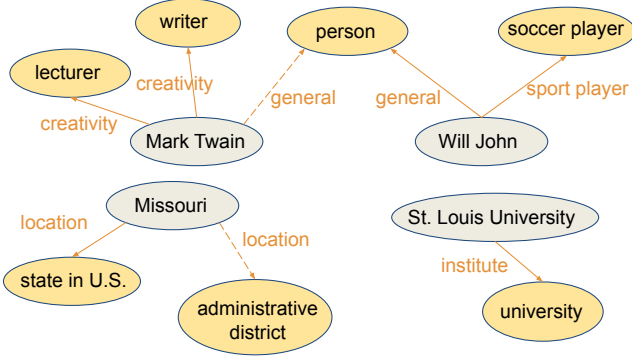 writer
person
soccer player
lecturer
creativity
general
general
sport player
creativity
Mark Twain
Will John
Missouri
St. Louis University
location
location
institute
state in U.S.
administrative
district
university